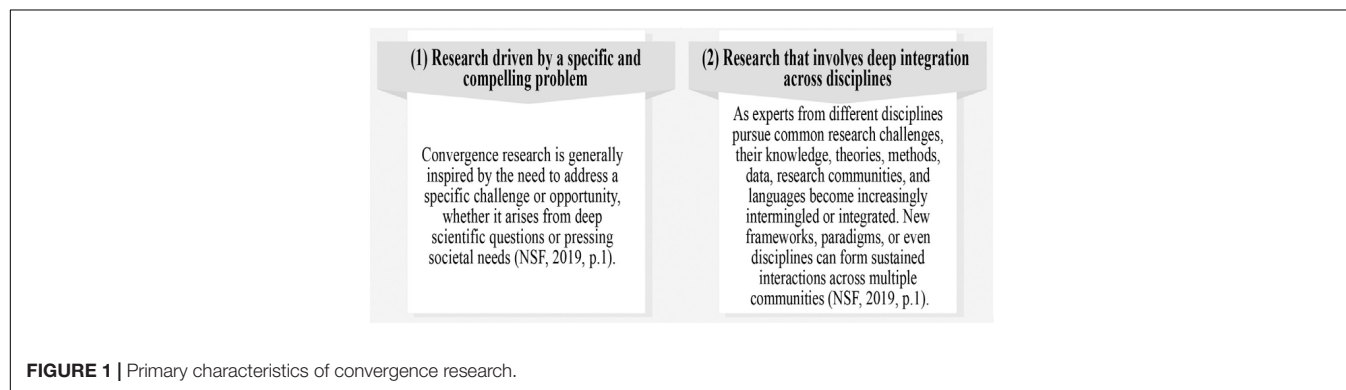 (1) Research driven by a specific and
compelling problem
Convergence research is generally
inspired by the need to address a
specific challenge or opportunity,
whether it arises from deep
scientific questions or pressing
societal needs (NSF, 2019, p.1).
(2) Research that involves deep integration
across disciplines
As experts from different disciplines
pursue common research challenges,
their knowledge, theories, methods,
data, research communities, and
languages become increasingly
intermingled or integrated. New
frameworks, paradigms, or even
disciplines can form sustained
interactions across multiple
communities (NSF, 2019, p.1).
FIGURE 1 | Primary characteristics of convergence research.